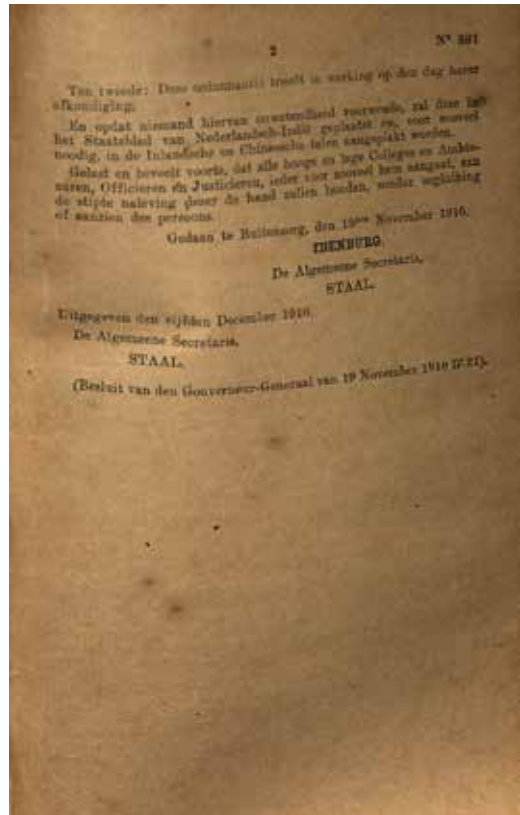 2
Nº 591
Ten tweede: Deze ordonnantie treedt in werking op den dag harer
afkondiging.
En opdat niemand hiervan onwetendheid voorwende, zal deze in
het Staatsblad van Nederlandsch-Indië geplaatst en, voor zooveel
noodig, in de Inlandsche en Chineesche talen aangeplakt worden.
Gelast en beveelt voorts, dat alle hooge en lage Colleges en Ambte-
naren, Officieren en Justicieren, ieder voor zooveel hem aangaat, aan
de stipte naleving dezer de hand zullen houden, zonder oogluiking
of aanzien des persoons.
Gedaan te Buitenzorg, den 19den November 1910.
IDENBURG.
De Algemeene Secretaris,
STAAL.
Uitgegeven den vijfden December 1910.
De Algemeene Secretaris,
STAAL.
(Besluit van den Gouverneur-Generaal van 19 November 1910 Nº 21).